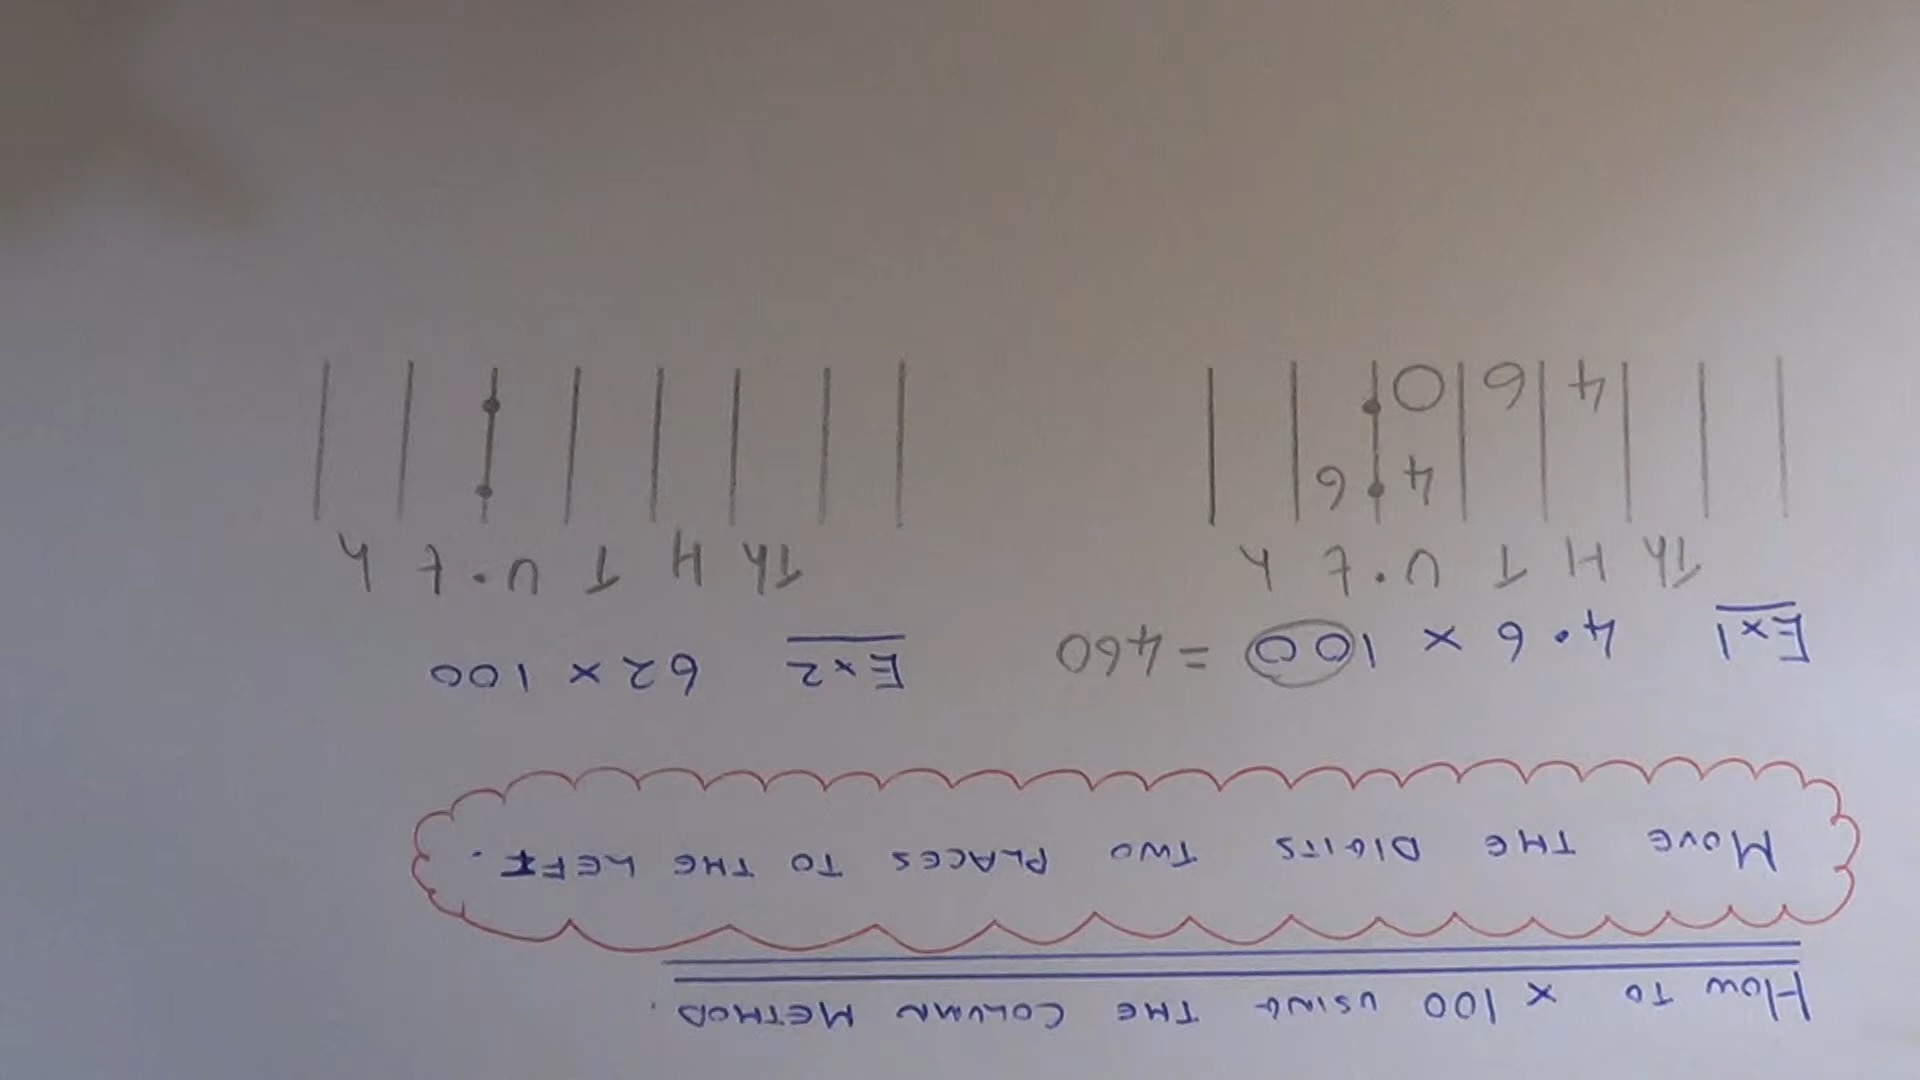 HOW TO × 100 USING THE COLUMN METHOD.
MOVE THE DIGITS TWO PLACES TO THE LEFT.
Ex1 4.6 × 100 = 460
Th H T U . t h
4 . 6
4 6 0 .
Ex2 62 × 100
Th H T U . t h